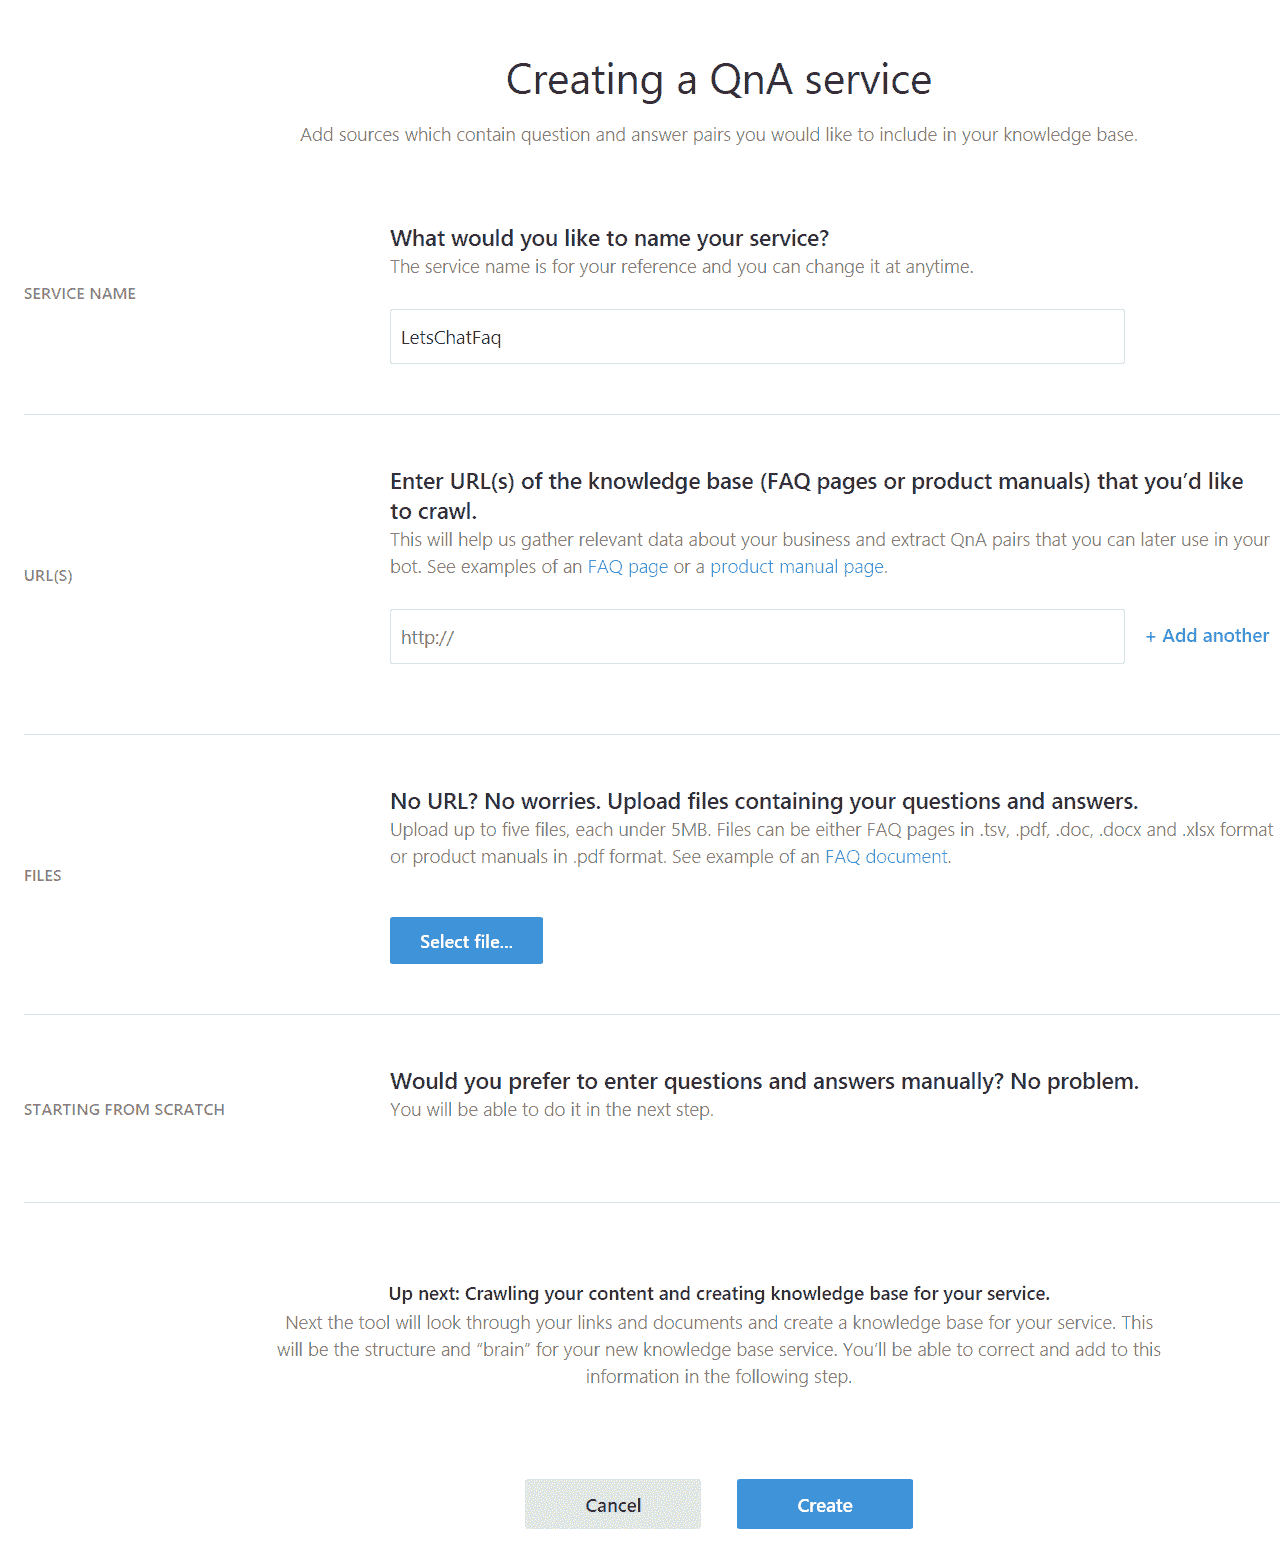 Creating a QnA service
Add sources which contain question and answer pairs you would like to include in your knowledge base.
What would you like to name your service?
The service name is for your reference and you can change it at anytime.
SERVICE NAME
LetsChatFaq
Enter URL(s) of the knowledge base (FAQ pages or product manuals) that you’d like
to crawl.
This will help us gather relevant data about your business and extract QnA pairs that you can later use in your
bot. See examples of an FAQ page or a product manual page.
URL(S)
http://
+ Add another
No URL? No worries. Upload files containing your questions and answers.
Upload up to five files, each under 5MB. Files can be either FAQ pages in .tsv, .pdf, .doc, .docx and .xlsx format
or product manuals in .pdf format. See example of an FAQ document.
FILES
Select file...
Would you prefer to enter questions and answers manually? No problem.
You will be able to do it in the next step.
STARTING FROM SCRATCH
Up next: Crawling your content and creating knowledge base for your service.
Next the tool will look through your links and documents and create a knowledge base for your service. This
will be the structure and “brain” for your new knowledge base service. You’ll be able to correct and add to this
information in the following step.
Cancel
Create